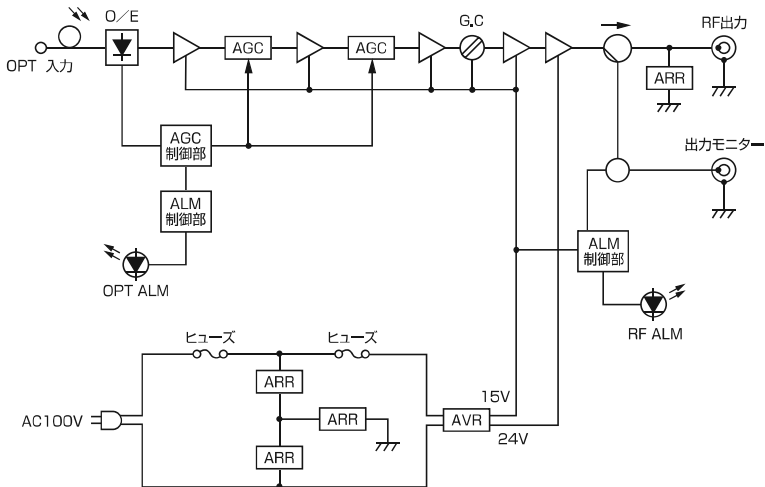 O／E
OPT 入力
AGC
AGC
G.C
RF出力
ARR
AGC
制御部
出力モニター
ALM
制御部
OPT ALM
ALM
制御部
RF ALM
ヒューズ
ヒューズ
ARR
AC100V
ARR
15V
AVR
24V
ARR